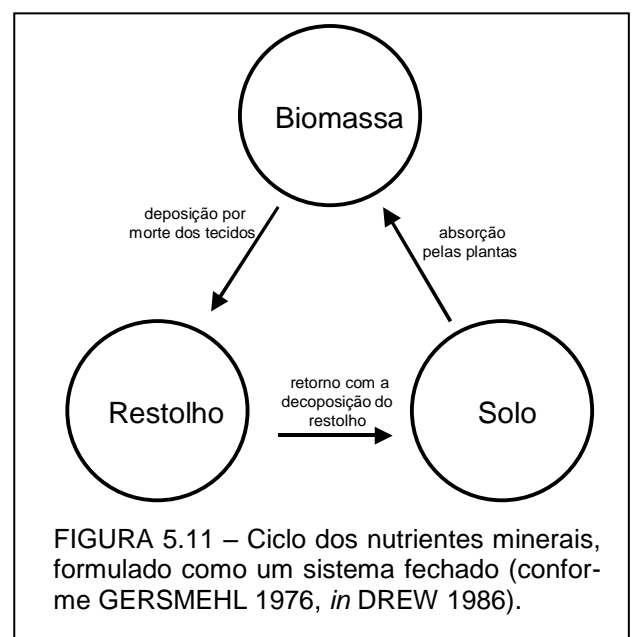 Biomassa
deposição por
morte dos tecidos
absorção
pelas plantas
Restolho
retorno com a
decoposição do
restolho
Solo
FIGURA 5.11 – Ciclo dos nutrientes minerais,
formulado como um sistema fechado (confor-
me GERSMEHL 1976, in DREW 1986).